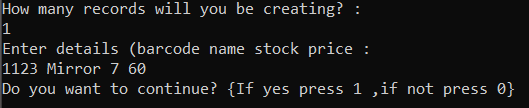 How many records will you be creating? :
1
Enter details (barcode name stock price :
1123 Mirror 7 60
Do you want to continue? {If yes press 1 ,if not press 0}